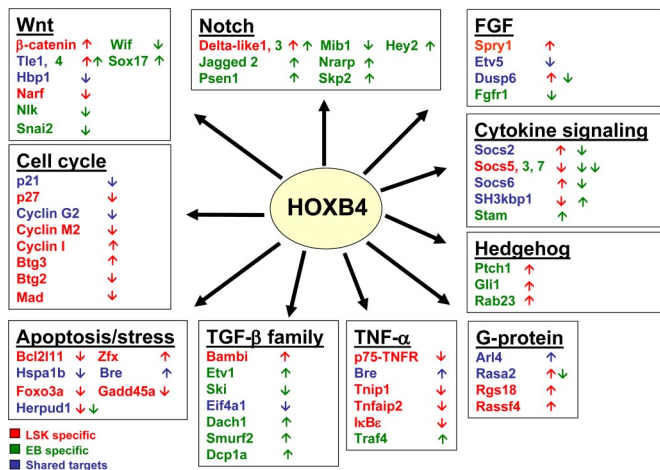 Wnt
β-catenin ↑ Wif ↓
Tle1, 4 ↑ ↑ Sox17 ↑
Hbp1 ↓
Narf ↓
Nlk ↓
Snai2 ↓
Notch
Delta-like1, 3 ↑ ↑ Mib1 ↓ Hey2 ↑
Jagged 2 ↑ Nrarp ↑
Psen1 ↑ Skp2 ↑
FGF
Spry1 ↑
Etv5 ↓
Dusp6 ↑ ↓
Fgfr1 ↓
Cell cycle
p21 ↓
p27 ↓
Cyclin G2 ↓
Cyclin M2 ↓
Cyclin I ↑
Btg3 ↑
Btg2 ↓
Mad ↓
HOXB4
Cytokine signaling
Socs2 ↑ ↓
Socs5, 3, 7 ↓ ↓ ↓
Socs6 ↑ ↓
SH3kbp1 ↓ ↑
Stam ↑
Hedgehog
Ptch1 ↑
Gli1 ↑
Rab23 ↑
Apoptosis/stress
Bcl2l11 ↓ Zfx ↑
Hspa1b ↓ Bre ↑
Foxo3a ↓ Gadd45a ↓
Herpud1 ↓ ↓
TGF-β family
Bambi ↑
Etv1 ↑
Ski ↓
Eif4a1 ↓
Dach1 ↑
Smurf2 ↑
Dcp1a ↑
TNF-α
p75-TNFR ↓
Bre ↑
Tnip1 ↓
Tnfaip2 ↓
IκBε ↓
Traf4 ↑
G-protein
Arl4 ↑
Rasa2 ↑ ↓
Rgs18 ↑
Rassf4 ↑
LSK specific
EB specific
Shared targets